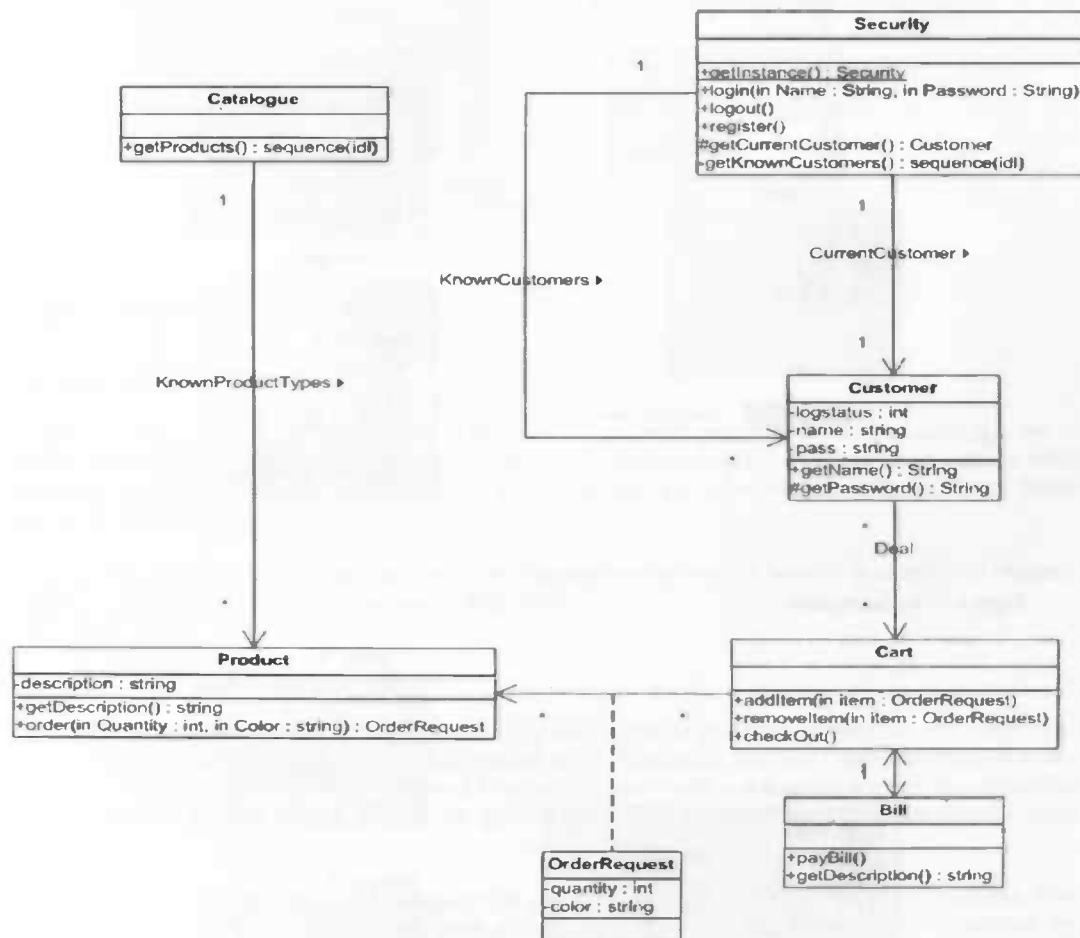 Security
+getInstance() : Security
+login(in Name : String, in Password : String)
+logout()
+register()
#getCurrentCustomer() : Customer
-getKnownCustomers() : sequence(idl)
Catalogue
+getProducts() : sequence(idl)
1
1
1
KnownCustomers ▸
CurrentCustomer ▸
1
KnownProductTypes ▸
Customer
-logstatus : int
-name : string
-pass : string
+getName() : String
#getPassword() : String
*
*
Deal
*
*
Product
-description : string
+getDescription() : string
+order(in Quantity : int, in Color : string) : OrderRequest
Cart
+addItem(in item : OrderRequest)
+removeItem(in item : OrderRequest)
+checkOut()
*
*
1
Bill
+payBill()
+getDescription() : string
OrderRequest
-quantity : int
-color : string